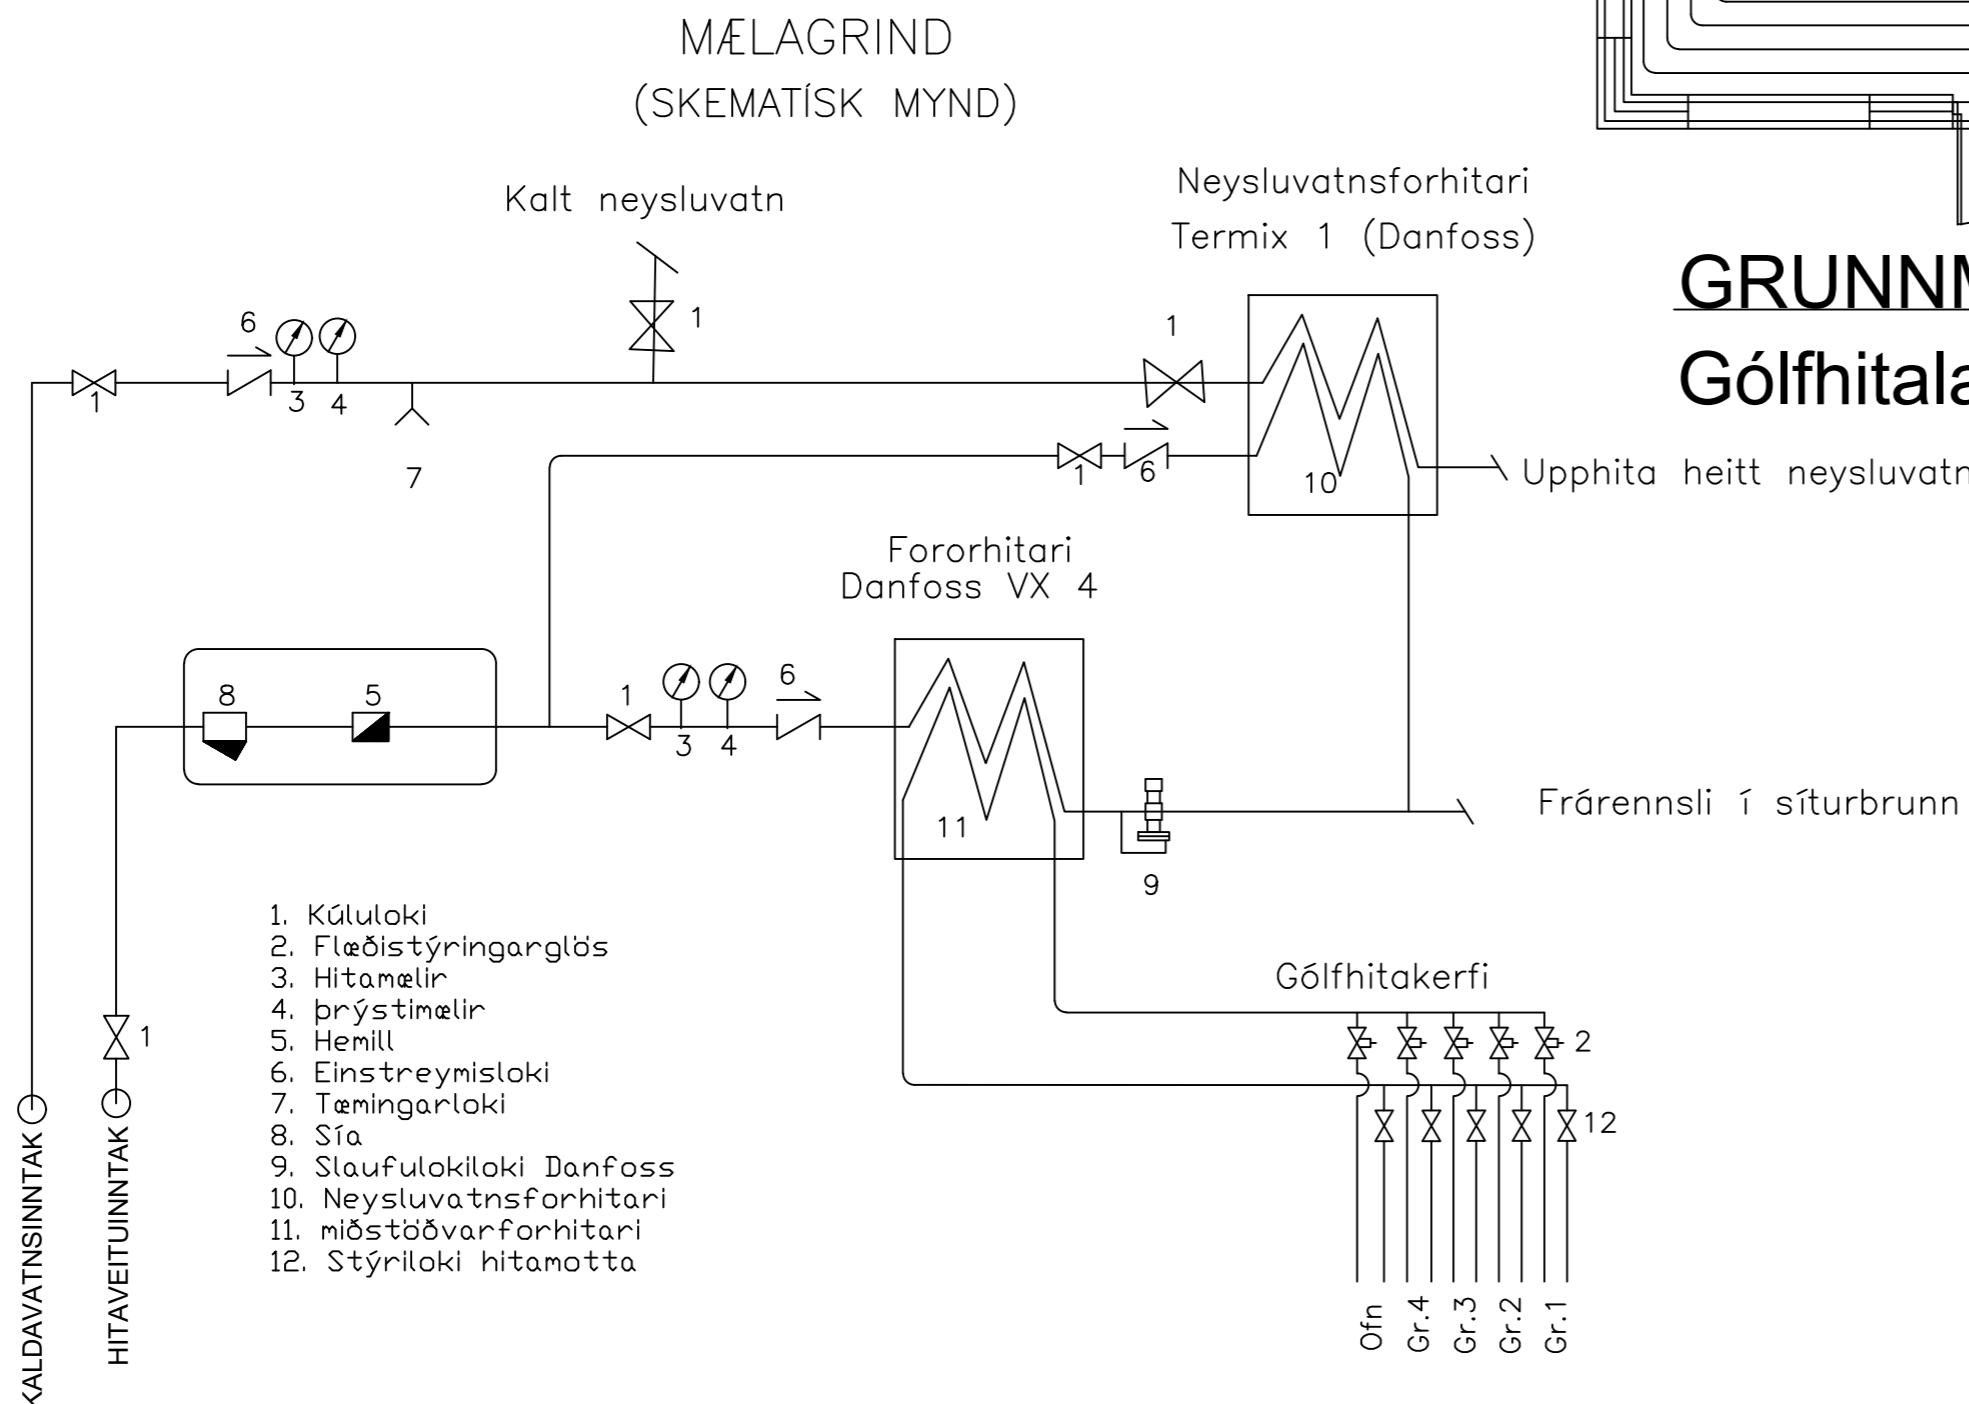 MÆLAGRIND
(SKEMATÍSK MYND)
Kalt neysluvatn
Neysluvatnsforhitari
Termix 1 (Danfoss)
GRUNNM
Gólfhitala
6
1
1
1
3
4
7
1
6
10
Upphita heitt neysluvatn
Fororhitari
Danfoss VX 4
8
5
1
3
4
6
11
9
Frárennsli í síturbrunn
1
1. Kúluloki
2. Flæðistýringarglös
3. Hitamælir
4. þrýstimælir
5. Hemill
6. Einstreymisloki
7. Tæmingarloki
8. Sía
9. Slaufulokiloki Danfoss
10. Neysluvatnsforhitari
11. miðstöðvarforhitari
12. Stýriloki hitamotta
Gólfhitakerfi
2
12
Ofn
Gr.4
Gr.3
Gr.2
Gr.1
KALDAVATNSINNTAK
HITAVEITUINNTAK